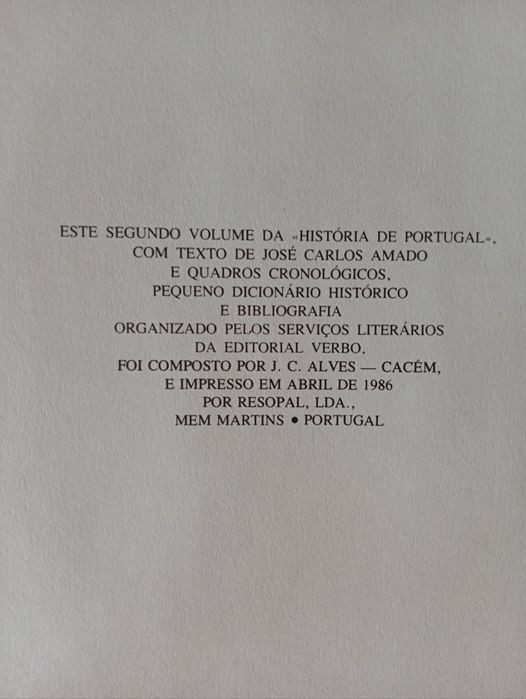 ESTE SEGUNDO VOLUME DA «HISTÓRIA DE PORTUGAL»,
COM TEXTO DE JOSÉ CARLOS AMADO
E QUADROS CRONOLÓGICOS,
PEQUENO DICIONÁRIO HISTÓRICO
E BIBLIOGRAFIA
ORGANIZADO PELOS SERVIÇOS LITERÁRIOS
DA EDITORIAL VERBO,
FOI COMPOSTO POR J. C. ALVES — CACÉM,
E IMPRESSO EM ABRIL DE 1986
POR RESOPAL, LDA.,
MEM MARTINS ● PORTUGAL